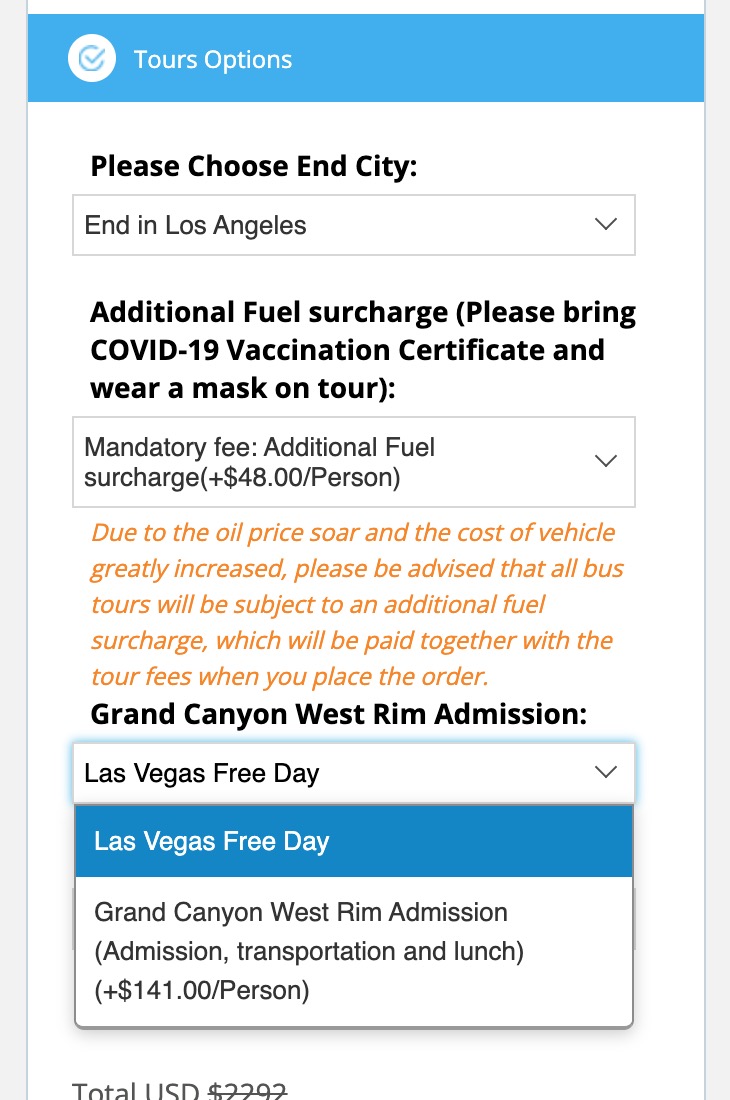 Tours Options
Please Choose End City:
End in Los Angeles
Additional Fuel surcharge (Please bring
COVID-19 Vaccination Certificate and
wear a mask on tour):
Mandatory fee: Additional Fuel
surcharge(+$48.00/Person)
Due to the oil price soar and the cost of vehicle
greatly increased, please be advised that all bus
tours will be subject to an additional fuel
surcharge, which will be paid together with the
tour fees when you place the order.
Grand Canyon West Rim Admission:
Las Vegas Free Day
Las Vegas Free Day
Grand Canyon West Rim Admission
(Admission, transportation and lunch)
(+$141.00/Person)
Total USD $2292